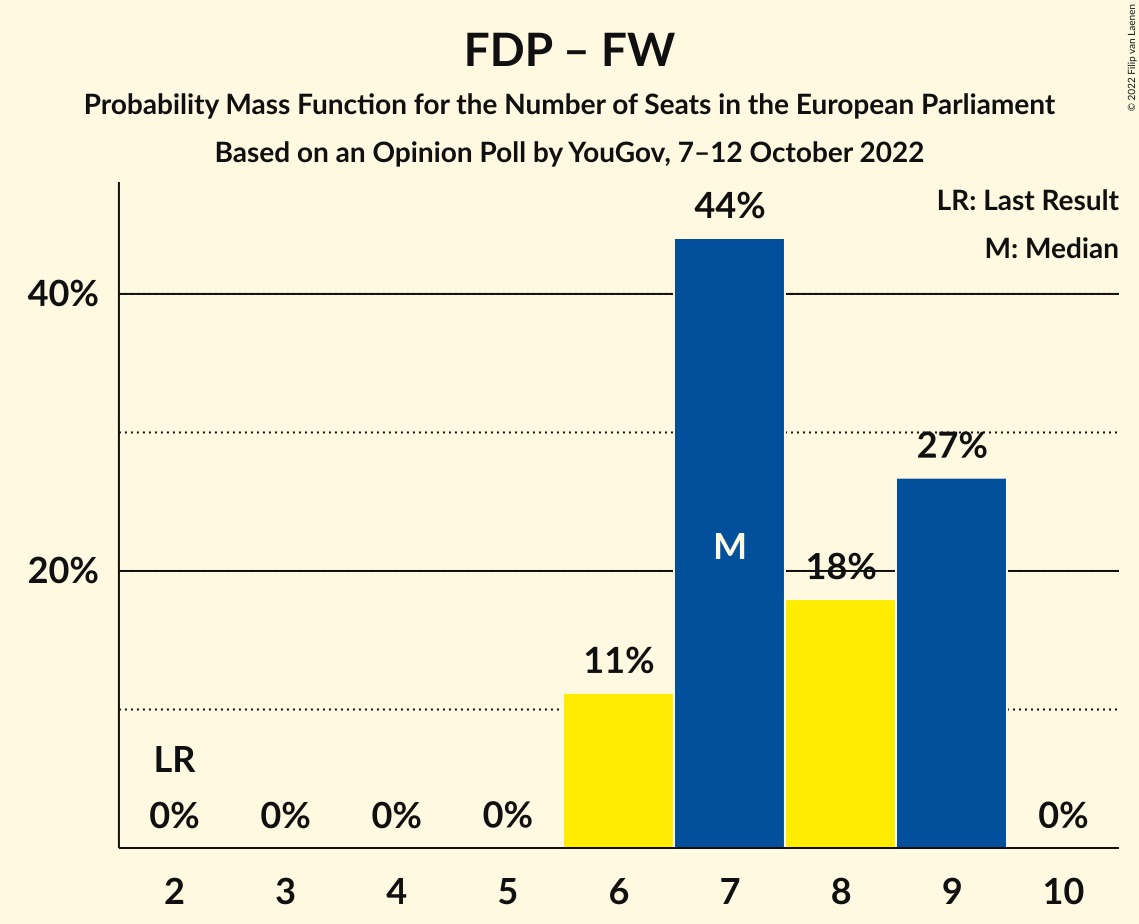 FDP – FW
Probability Mass Function for the Number of Seats in the European Parliament
Based on an Opinion Poll by YouGov, 7–12 October 2022
© 2022 Filip van Laenen
LR: Last Result
M: Median
44%
40%
27%
M
20%
18%
11%
LR
0% 0% 0% 0% 0%
2 3 4 5 6 7 8 9 10